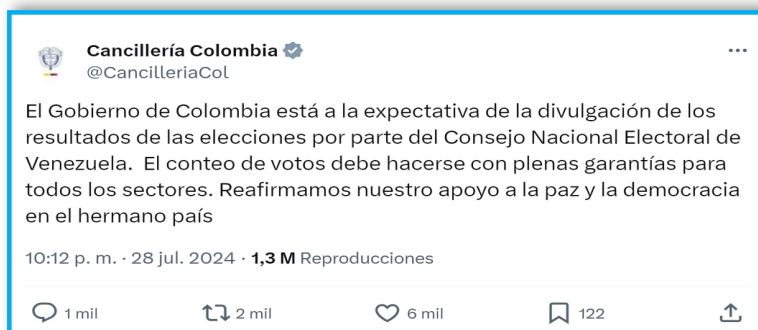 Cancillería Colombia
@CancilleriaCol
El Gobierno de Colombia está a la expectativa de la divulgación de los
resultados de las elecciones por parte del Consejo Nacional Electoral de
Venezuela.  El conteo de votos debe hacerse con plenas garantías para
todos los sectores. Reafirmamos nuestro apoyo a la paz y la democracia
en el hermano país
10:12 p. m. · 28 jul. 2024 · 1,3 M Reproducciones
1 mil 2 mil 6 mil 122